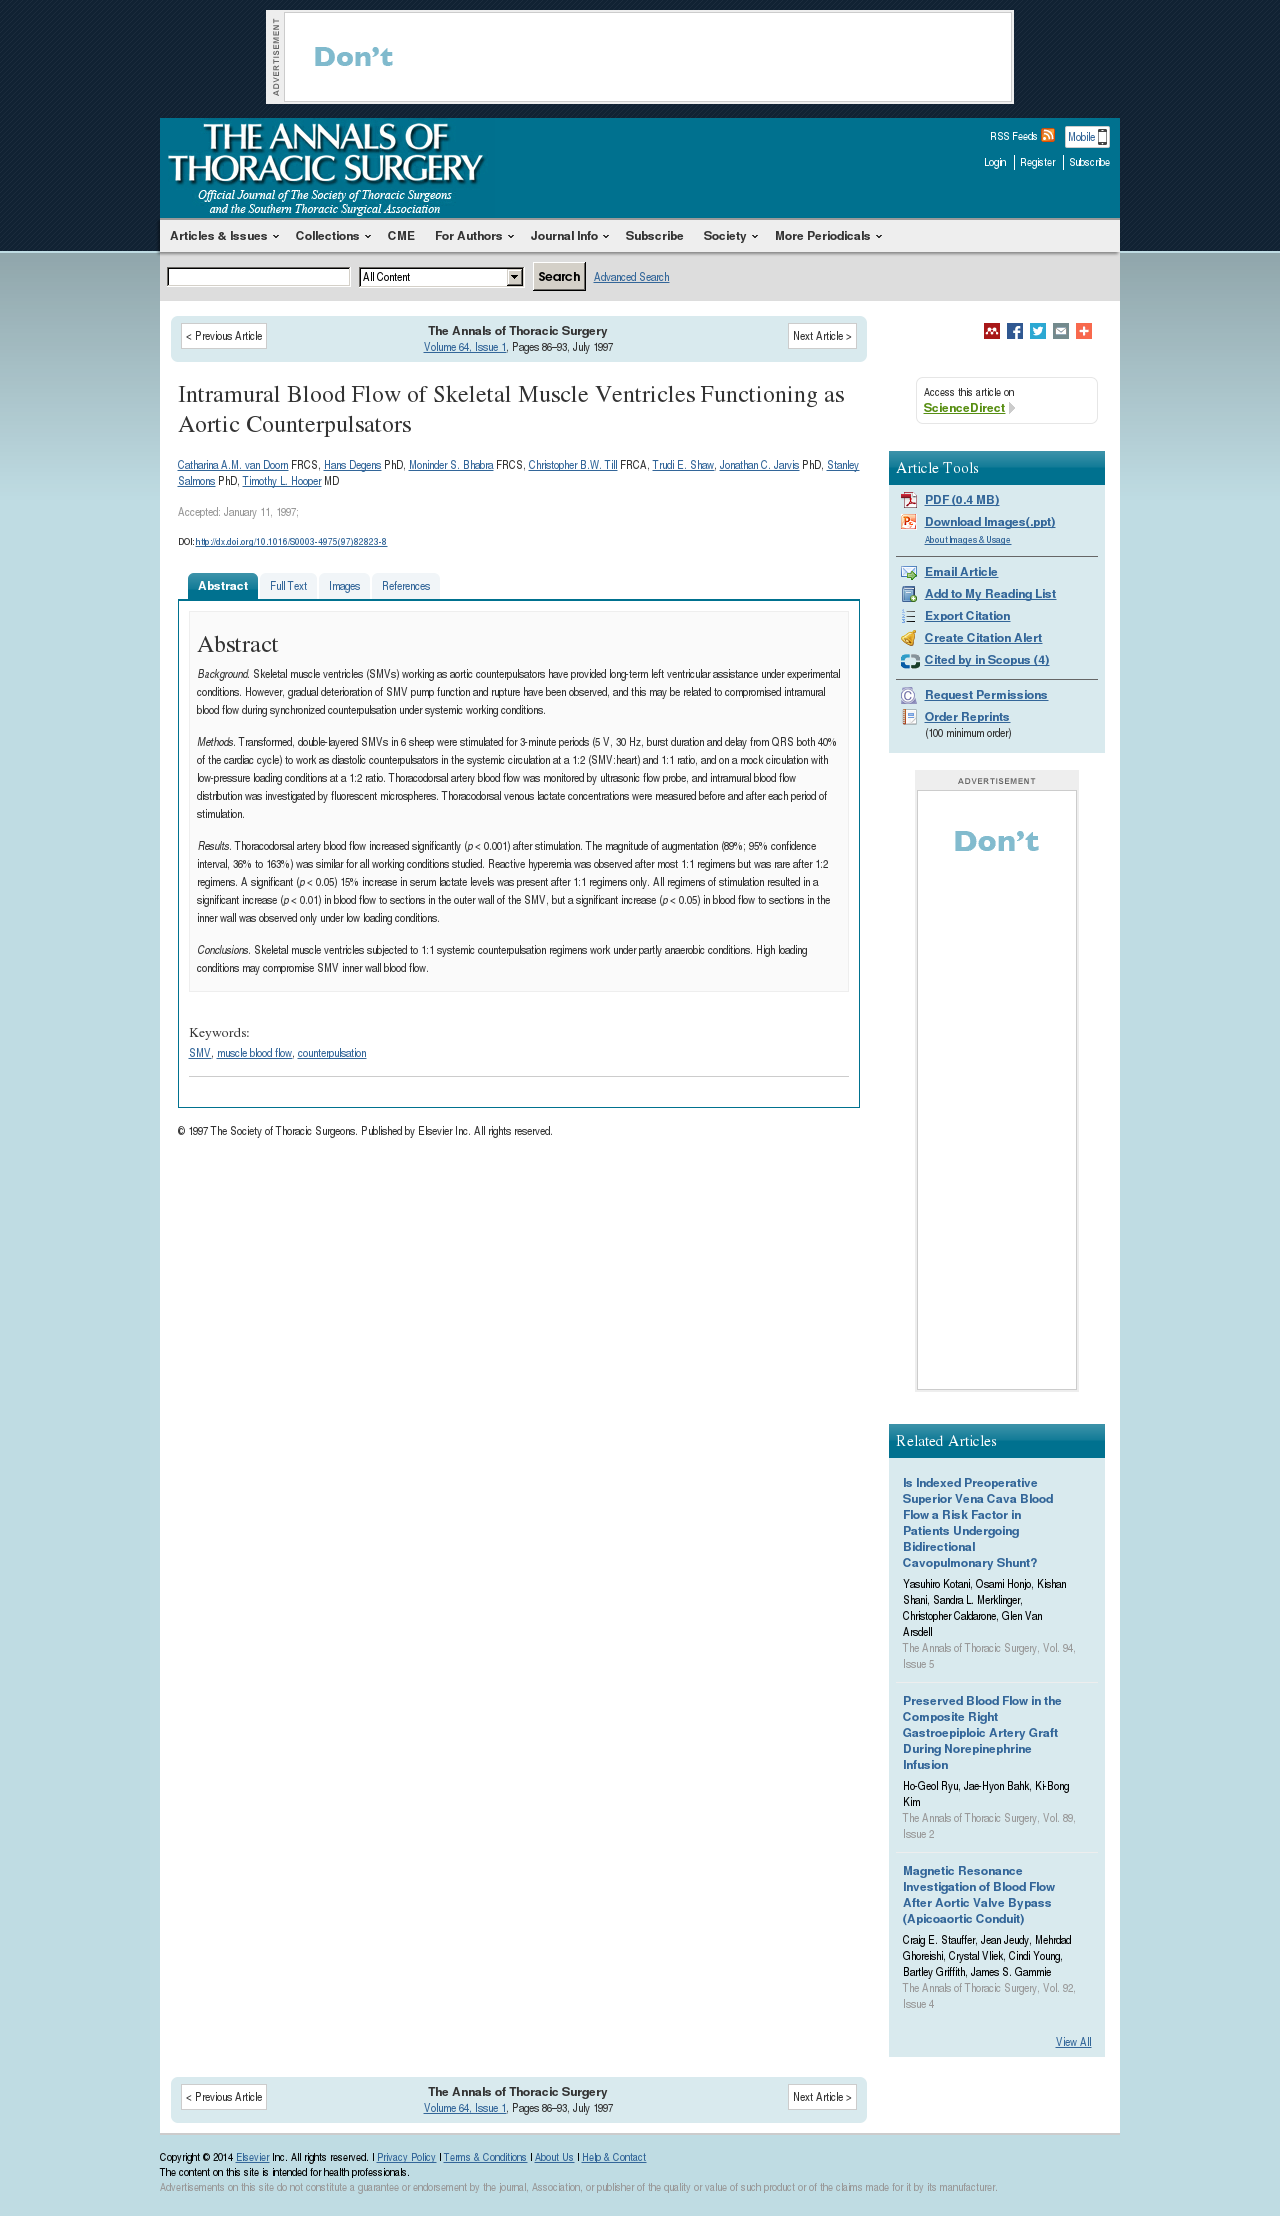 ADVERTISEMENT
Don't
THE ANNALS OF
THORACIC SURGERY
Official Journal of The Society of Thoracic Surgeons
and the Southern Thoracic Surgical Association
RSS Feeds Mobile
Login Register Subscribe
Articles & Issues Collections CME For Authors Journal Info Subscribe Society More Periodicals
All Content Search Advanced Search
< Previous Article
The Annals of Thoracic Surgery
Volume 64, Issue 1, Pages 86–93, July 1997
Next Article >
Intramural Blood Flow of Skeletal Muscle Ventricles Functioning as
Aortic Counterpulsators
Catharina A.M. van Doorn FRCS, Hans Degens PhD, Moninder S. Bhabra FRCS, Christopher B.W. Till FRCA, Trudi E. Shaw, Jonathan C. Jarvis PhD, Stanley
Salmons PhD, Timothy L. Hooper MD
Accepted: January 11, 1997;
DOI: http://dx.doi.org/10.1016/S0003-4975(97)82823-8
Abstract Full Text Images References
Abstract
Background. Skeletal muscle ventricles (SMVs) working as aortic counterpulsators have provided long-term left ventricular assistance under experimental
conditions. However, gradual deterioration of SMV pump function and rupture have been observed, and this may be related to compromised intramural
blood flow during synchronized counterpulsation under systemic working conditions.
Methods. Transformed, double-layered SMVs in 6 sheep were stimulated for 3-minute periods (5 V, 30 Hz, burst duration and delay from QRS both 40%
of the cardiac cycle) to work as diastolic counterpulsators in the systemic circulation at a 1:2 (SMV:heart) and 1:1 ratio, and on a mock circulation with
low-pressure loading conditions at a 1:2 ratio. Thoracodorsal artery blood flow was monitored by ultrasonic flow probe, and intramural blood flow
distribution was investigated by fluorescent microspheres. Thoracodorsal venous lactate concentrations were measured before and after each period of
stimulation.
Results. Thoracodorsal artery blood flow increased significantly (p < 0.001) after stimulation. The magnitude of augmentation (89%; 95% confidence
interval, 36% to 163%) was similar for all working conditions studied. Reactive hyperemia was observed after most 1:1 regimens but was rare after 1:2
regimens. A significant (p < 0.05) 15% increase in serum lactate levels was present after 1:1 regimens only. All regimens of stimulation resulted in a
significant increase (p < 0.01) in blood flow to sections in the outer wall of the SMV, but a significant increase (p < 0.05) in blood flow to sections in the
inner wall was observed only under low loading conditions.
Conclusions. Skeletal muscle ventricles subjected to 1:1 systemic counterpulsation regimens work under partly anaerobic conditions. High loading
conditions may compromise SMV inner wall blood flow.
Keywords:
SMV, muscle blood flow, counterpulsation
© 1997 The Society of Thoracic Surgeons. Published by Elsevier Inc. All rights reserved.
Access this article on
ScienceDirect
Article Tools
PDF (0.4 MB)
Download Images(.ppt)
About Images & Usage
Email Article
Add to My Reading List
Export Citation
Create Citation Alert
Cited by in Scopus (4)
Request Permissions
Order Reprints
(100 minimum order)
ADVERTISEMENT
Don't
Related Articles
Is Indexed Preoperative
Superior Vena Cava Blood
Flow a Risk Factor in
Patients Undergoing
Bidirectional
Cavopulmonary Shunt?
Yasuhiro Kotani, Osami Honjo, Kishan
Shani, Sandra L. Merklinger,
Christopher Caldarone, Glen Van
Arsdell
The Annals of Thoracic Surgery, Vol. 94,
Issue 5
Preserved Blood Flow in the
Composite Right
Gastroepiploic Artery Graft
During Norepinephrine
Infusion
Ho-Geol Ryu, Jae-Hyon Bahk, Ki-Bong
Kim
The Annals of Thoracic Surgery, Vol. 89,
Issue 2
Magnetic Resonance
Investigation of Blood Flow
After Aortic Valve Bypass
(Apicoaortic Conduit)
Craig E. Stauffer, Jean Jeudy, Mehrdad
Ghoreishi, Crystal Vliek, Cindi Young,
Bartley Griffith, James S. Gammie
The Annals of Thoracic Surgery, Vol. 92,
Issue 4
View All
< Previous Article
The Annals of Thoracic Surgery
Volume 64, Issue 1, Pages 86–93, July 1997
Next Article >
Copyright © 2014 Elsevier Inc. All rights reserved. | Privacy Policy | Terms & Conditions | About Us | Help & Contact
The content on this site is intended for health professionals.
Advertisements on this site do not constitute a guarantee or endorsement by the journal, Association, or publisher of the quality or value of such product or of the claims made for it by its manufacturer.